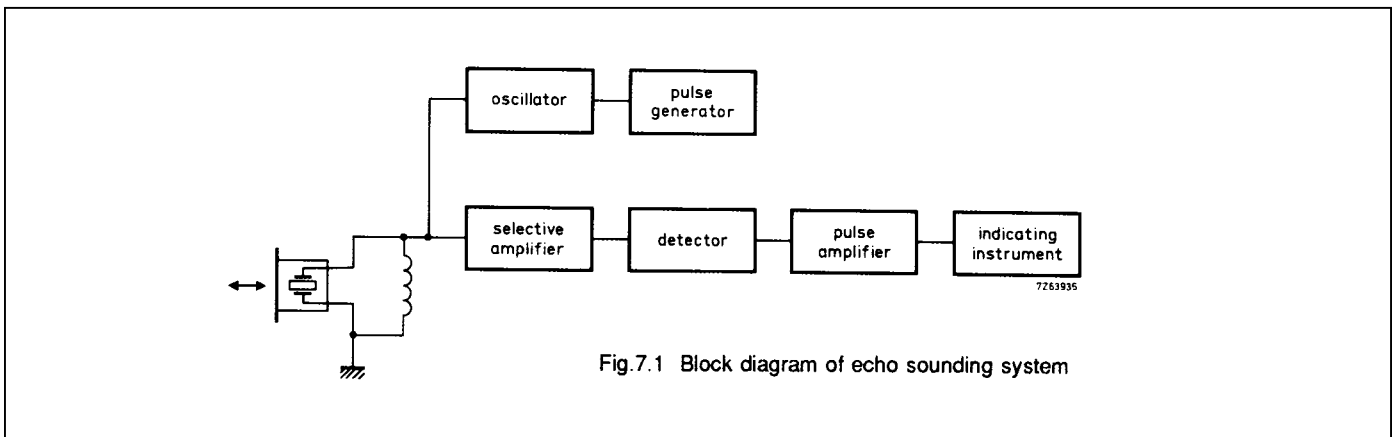 oscillator
pulse
generator
selective
amplifier
detector
pulse
amplifier
indicating
instrument
7Z63935
Fig.7.1 Block diagram of echo sounding system